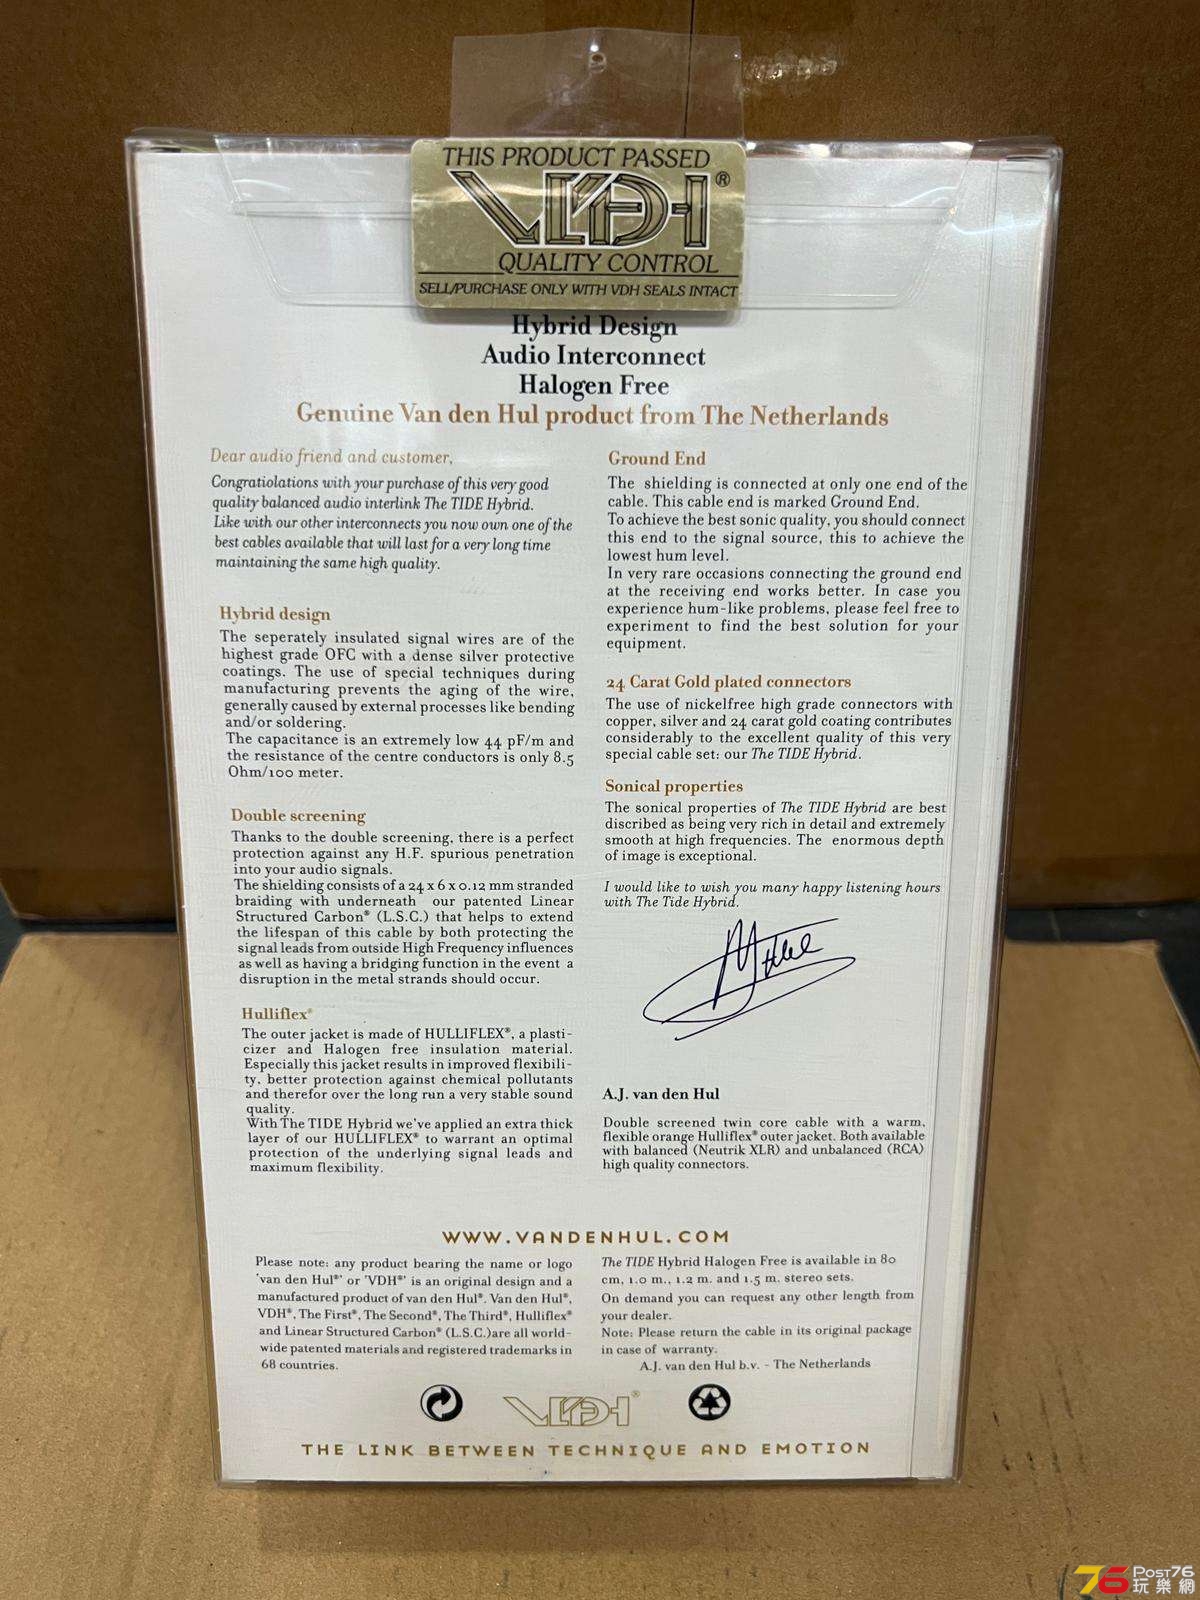 THIS PRODUCT PASSED
VDH®
QUALITY CONTROL
SELL/PURCHASE ONLY WITH VDH SEALS INTACT
Hybrid Design
Audio Interconnect
Halogen Free
Genuine Van den Hul product from The Netherlands
Dear audio friend and customer,
Congratiolations with your purchase of this very good
quality balanced audio interlink The TIDE Hybrid.
Like with our other interconnects you now own one of the
best cables available that will last for a very long time
maintaining the same high quality.
Hybrid design
The seperately insulated signal wires are of the
highest grade OFC with a dense silver protective
coatings. The use of special techniques during
manufacturing prevents the aging of the wire,
generally caused by external processes like bending
and/or soldering.
The capacitance is an extremely low 44 pF/m and
the resistance of the centre conductors is only 8.5
Ohm/100 meter.
Double screening
Thanks to the double screening, there is a perfect
protection against any H.F. spurious penetration
into your audio signals.
The shielding consists of a 24 x 6 x 0.12 mm stranded
braiding with underneath our patented Linear
Structured Carbon® (L.S.C.) that helps to extend
the lifespan of this cable by both protecting the
signal leads from outside High Frequency influences
as well as having a bridging function in the event a
disruption in the metal strands should occur.
Hulliflex®
The outer jacket is made of HULLIFLEX®, a plasti-
cizer and Halogen free insulation material.
Especially this jacket results in improved flexibili-
ty, better protection against chemical pollutants
and therefor over the long run a very stable sound
quality.
With The TIDE Hybrid we've applied an extra thick
layer of our HULLIFLEX® to warrant an optimal
protection of the underlying signal leads and
maximum flexibility.
Ground End
The shielding is connected at only one end of the
cable. This cable end is marked Ground End.
To achieve the best sonic quality, you should connect
this end to the signal source, this to achieve the
lowest hum level.
In very rare occasions connecting the ground end
at the receiving end works better. In case you
experience hum-like problems, please feel free to
experiment to find the best solution for your
equipment.
24 Carat Gold plated connectors
The use of nickelfree high grade connectors with
copper, silver and 24 carat gold coating contributes
considerably to the excellent quality of this very
special cable set: our The TIDE Hybrid.
Sonical properties
The sonical properties of The TIDE Hybrid are best
discribed as being very rich in detail and extremely
smooth at high frequencies. The enormous depth
of image is exceptional.
I would like to wish you many happy listening hours
with The Tide Hybrid.
A.J. van den Hul
Double screened twin core cable with a warm,
flexible orange Hulliflex® outer jacket. Both available
with balanced (Neutrik XLR) and unbalanced (RCA)
high quality connectors.
WWW.VANDENHUL.COM
Please note: any product bearing the name or logo
'van den Hul®' or 'VDH®' is an original design and a
manufactured product of van den Hul®. Van den Hul®,
VDH®, The First®, The Second®, The Third®, Hulliflex®
and Linear Structured Carbon® (L.S.C.)are all world-
wide patented materials and registered trademarks in
68 countries.
The TIDE Hybrid Halogen Free is available in 80
cm, 1.0 m., 1.2 m. and 1.5 m. stereo sets.
On demand you can request any other length from
your dealer.
Note: Please return the cable in its original package
in case of warranty.
A.J. van den Hul b.v. - The Netherlands
VDH®
THE LINK BETWEEN TECHNIQUE AND EMOTION
76 Post76
玩樂網